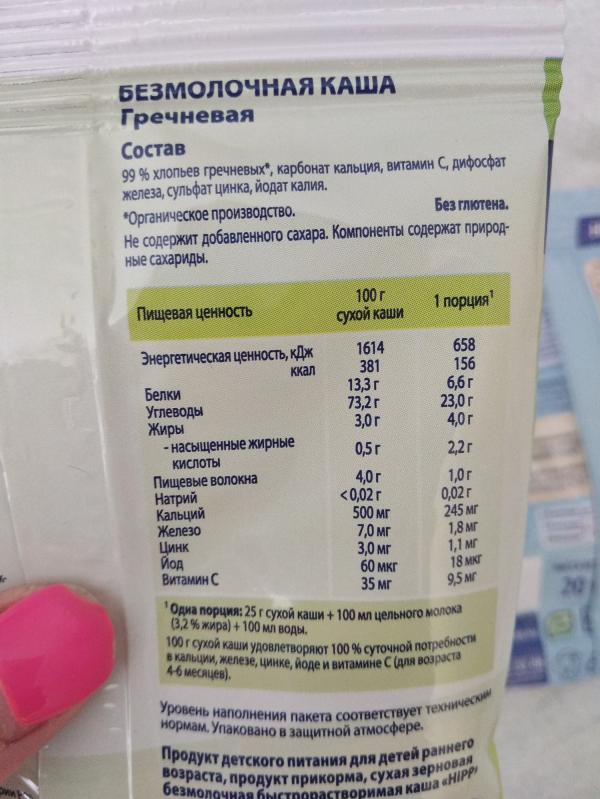 БЕЗМОЛОЧНАЯ КАША
Гречневая
Состав
99 % хлопьев гречневых*, карбонат кальция, витамин С, дифосфат
железа, сульфат цинка, йодат калия.
*Органическое производство.
Без глютена.
Не содержит добавленного сахара. Компоненты содержат природ-
ные сахариды.
Пищевая ценность 100 г сухой каши 1 порция¹
Энергетическая ценность, кДж 1614 658
ккал 381 156
Белки 13,3 г 6,6 г
Углеводы 73,2 г 23,0 г
Жиры 3,0 г 4,0 г
- насыщенные жирные
кислоты 0,5 г 2,2 г
Пищевые волокна 4,0 г 1,0 г
Натрий <0,02 г 0,02 г
Кальций 500 мг 245 мг
Железо 7,0 мг 1,8 мг
Цинк 3,0 мг 1,1 мг
Йод 60 мкг 18 мкг
Витамин С 35 мг 9,5 мг
¹ Одна порция: 25 г сухой каши + 100 мл цельного молока
(3,2 % жира) + 100 мл воды.
100 г сухой каши удовлетворяют 100 % суточной потребности
в кальции, железе, цинке, йоде и витамине С (для возраста
4-6 месяцев).
Уровень наполнения пакета соответствует техническим
нормам. Упаковано в защитной атмосфере.
Продукт детского питания для детей раннего
возраста, продукт прикорма, сухая зерновая
безмолочная быстрорастворимая каша «HiPP»
20